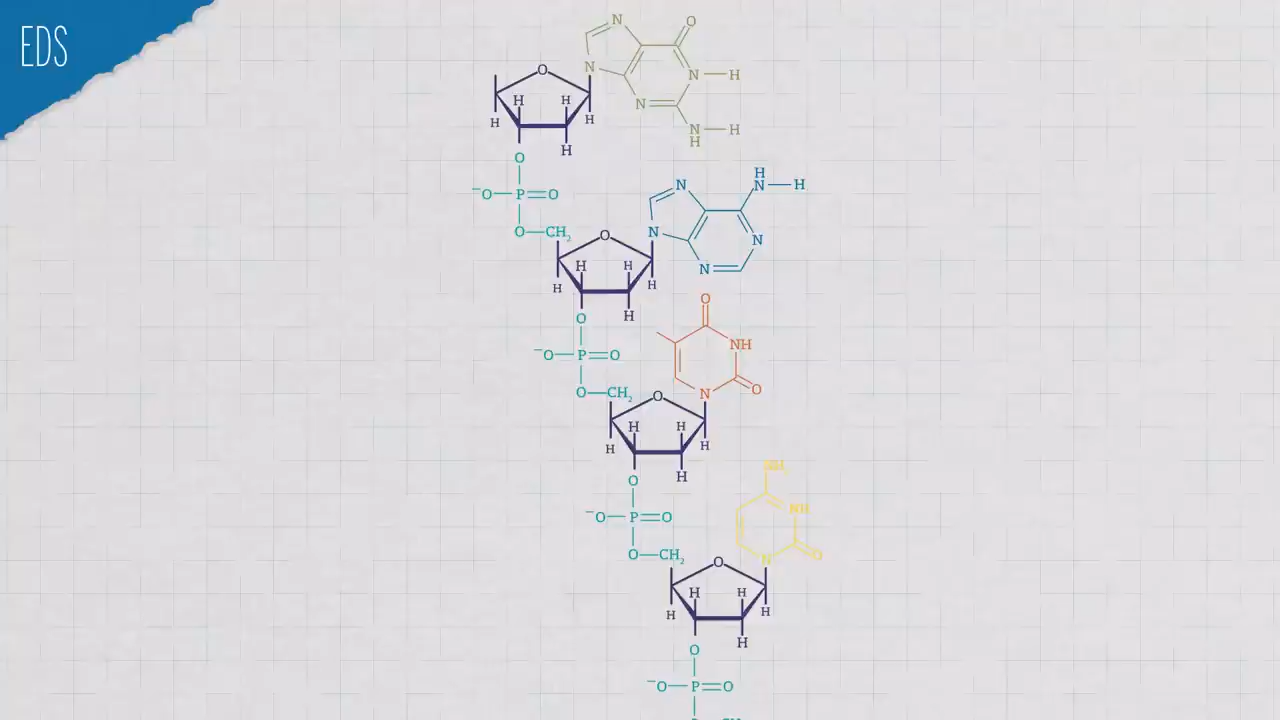 EDS
N O
O N N H
H H N
H H N H
H H
O
⁻O P O H
N N H
O CH₂ O N N
H H N
H H
H
O O
⁻O P O NH
O
O CH₂ O N
H H
H H
H
O
⁻O P O NH
O CH₂ O N O
H H
H H
H
O
⁻O P O